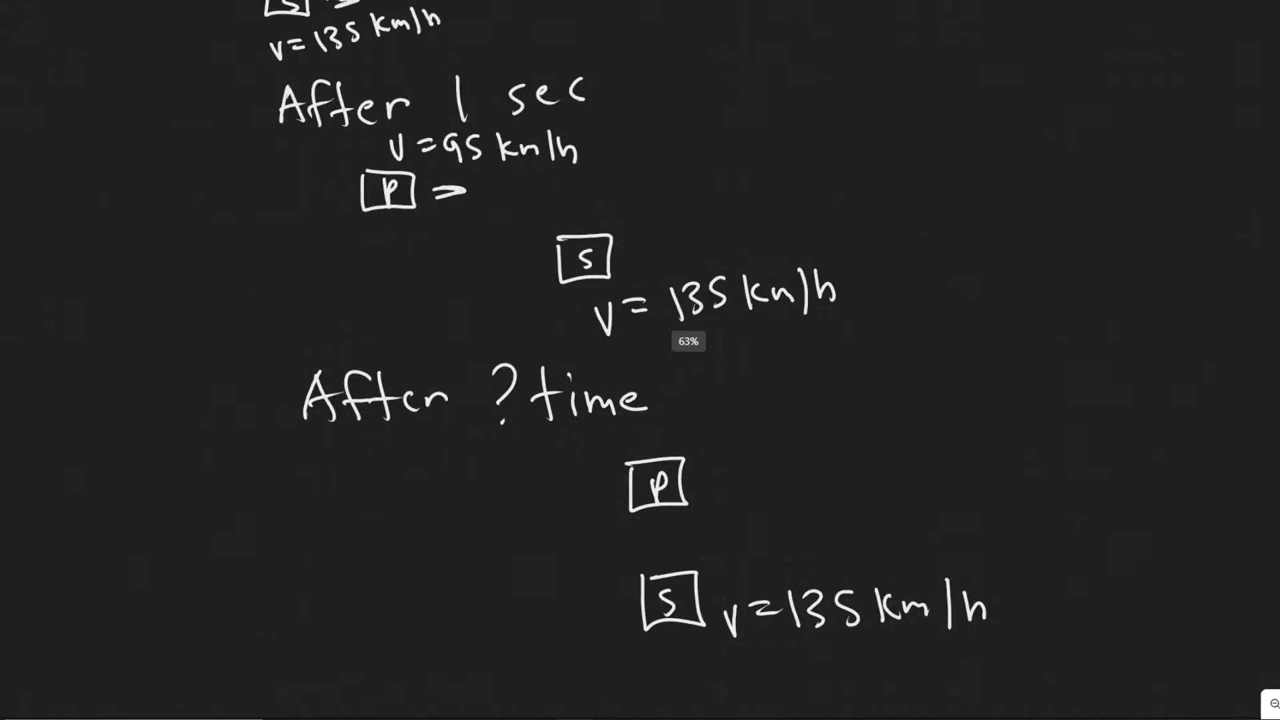 S
v=135 km/h
After 1 sec
v=95 km/h
P
S
v= 135 km/h
63%
After ? time
P
S v=135 km/h